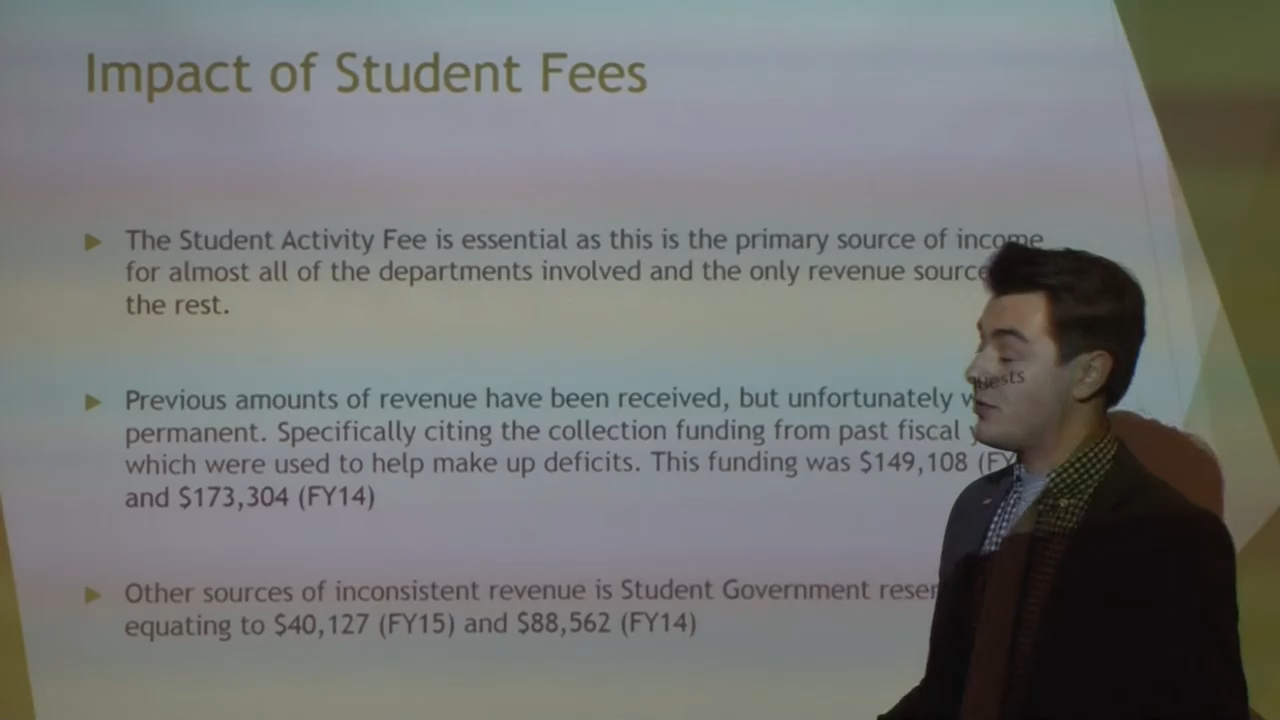 Impact of Student Fees
The Student Activity Fee is essential as this is the primary source of income
for almost all of the departments involved and the only revenue source
the rest.
Previous amounts of revenue have been received, but unfortunately
permanent. Specifically citing the collection funding from past fiscal
which were used to help make up deficits. This funding was $149,108
and $173,304 (FY14)
Other sources of inconsistent revenue is Student Government
equating to $40,127 (FY15) and $88,562 (FY14)